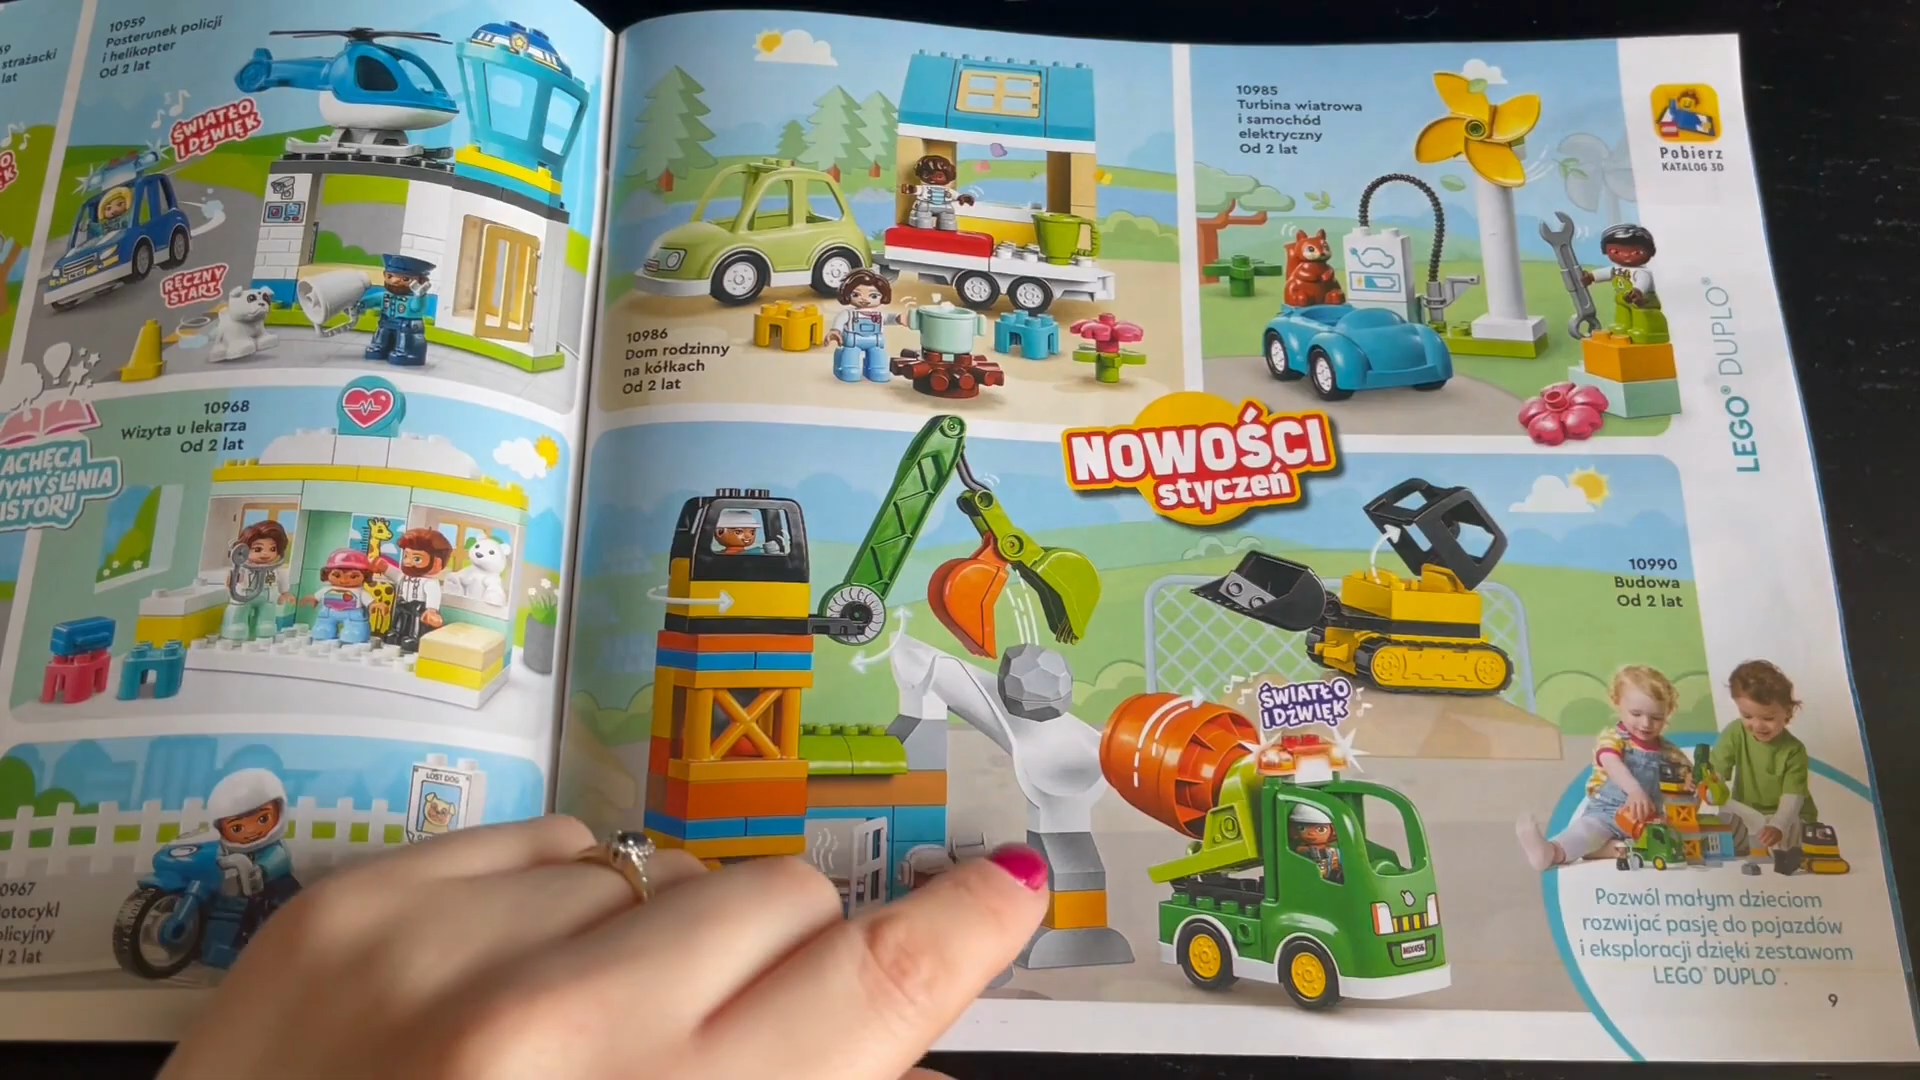 strażacki
lat
10959
Posterunek policji
i helikopter
Od 2 lat
ŚWIATŁO
I DŹWIĘK
RĘCZNY
START
10968
Wizyta u lekarza
Od 2 lat
LOST DOG
lat
10986
Dom rodzinny
na kółkach
Od 2 lat
10985
Turbina wiatrowa
i samochód
elektryczny
Od 2 lat
Pobierz
KATALOG 3D
LEGO® DUPLO®
NOWOŚCI
styczeń
10990
Budowa
Od 2 lat
ŚWIATŁO
I DŹWIĘK
Pozwól małym dzieciom
rozwijać pasję do pojazdów
i eksploracji dzięki zestawom
LEGO® DUPLO®.
9